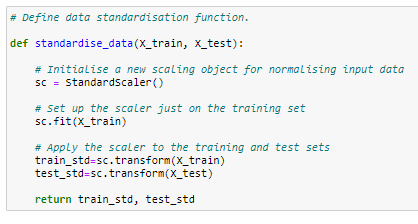 # Define data standardisation function.
def standardise_data(X_train, X_test):
# Initialise a new scaling object for normalising input data
sc = StandardScaler()
# Set up the scaler just on the training set
sc.fit(X_train)
# Apply the scaler to the training and test sets
train_std=sc.transform(X_train)
test_std=sc.transform(X_test)
return train_std, test_std